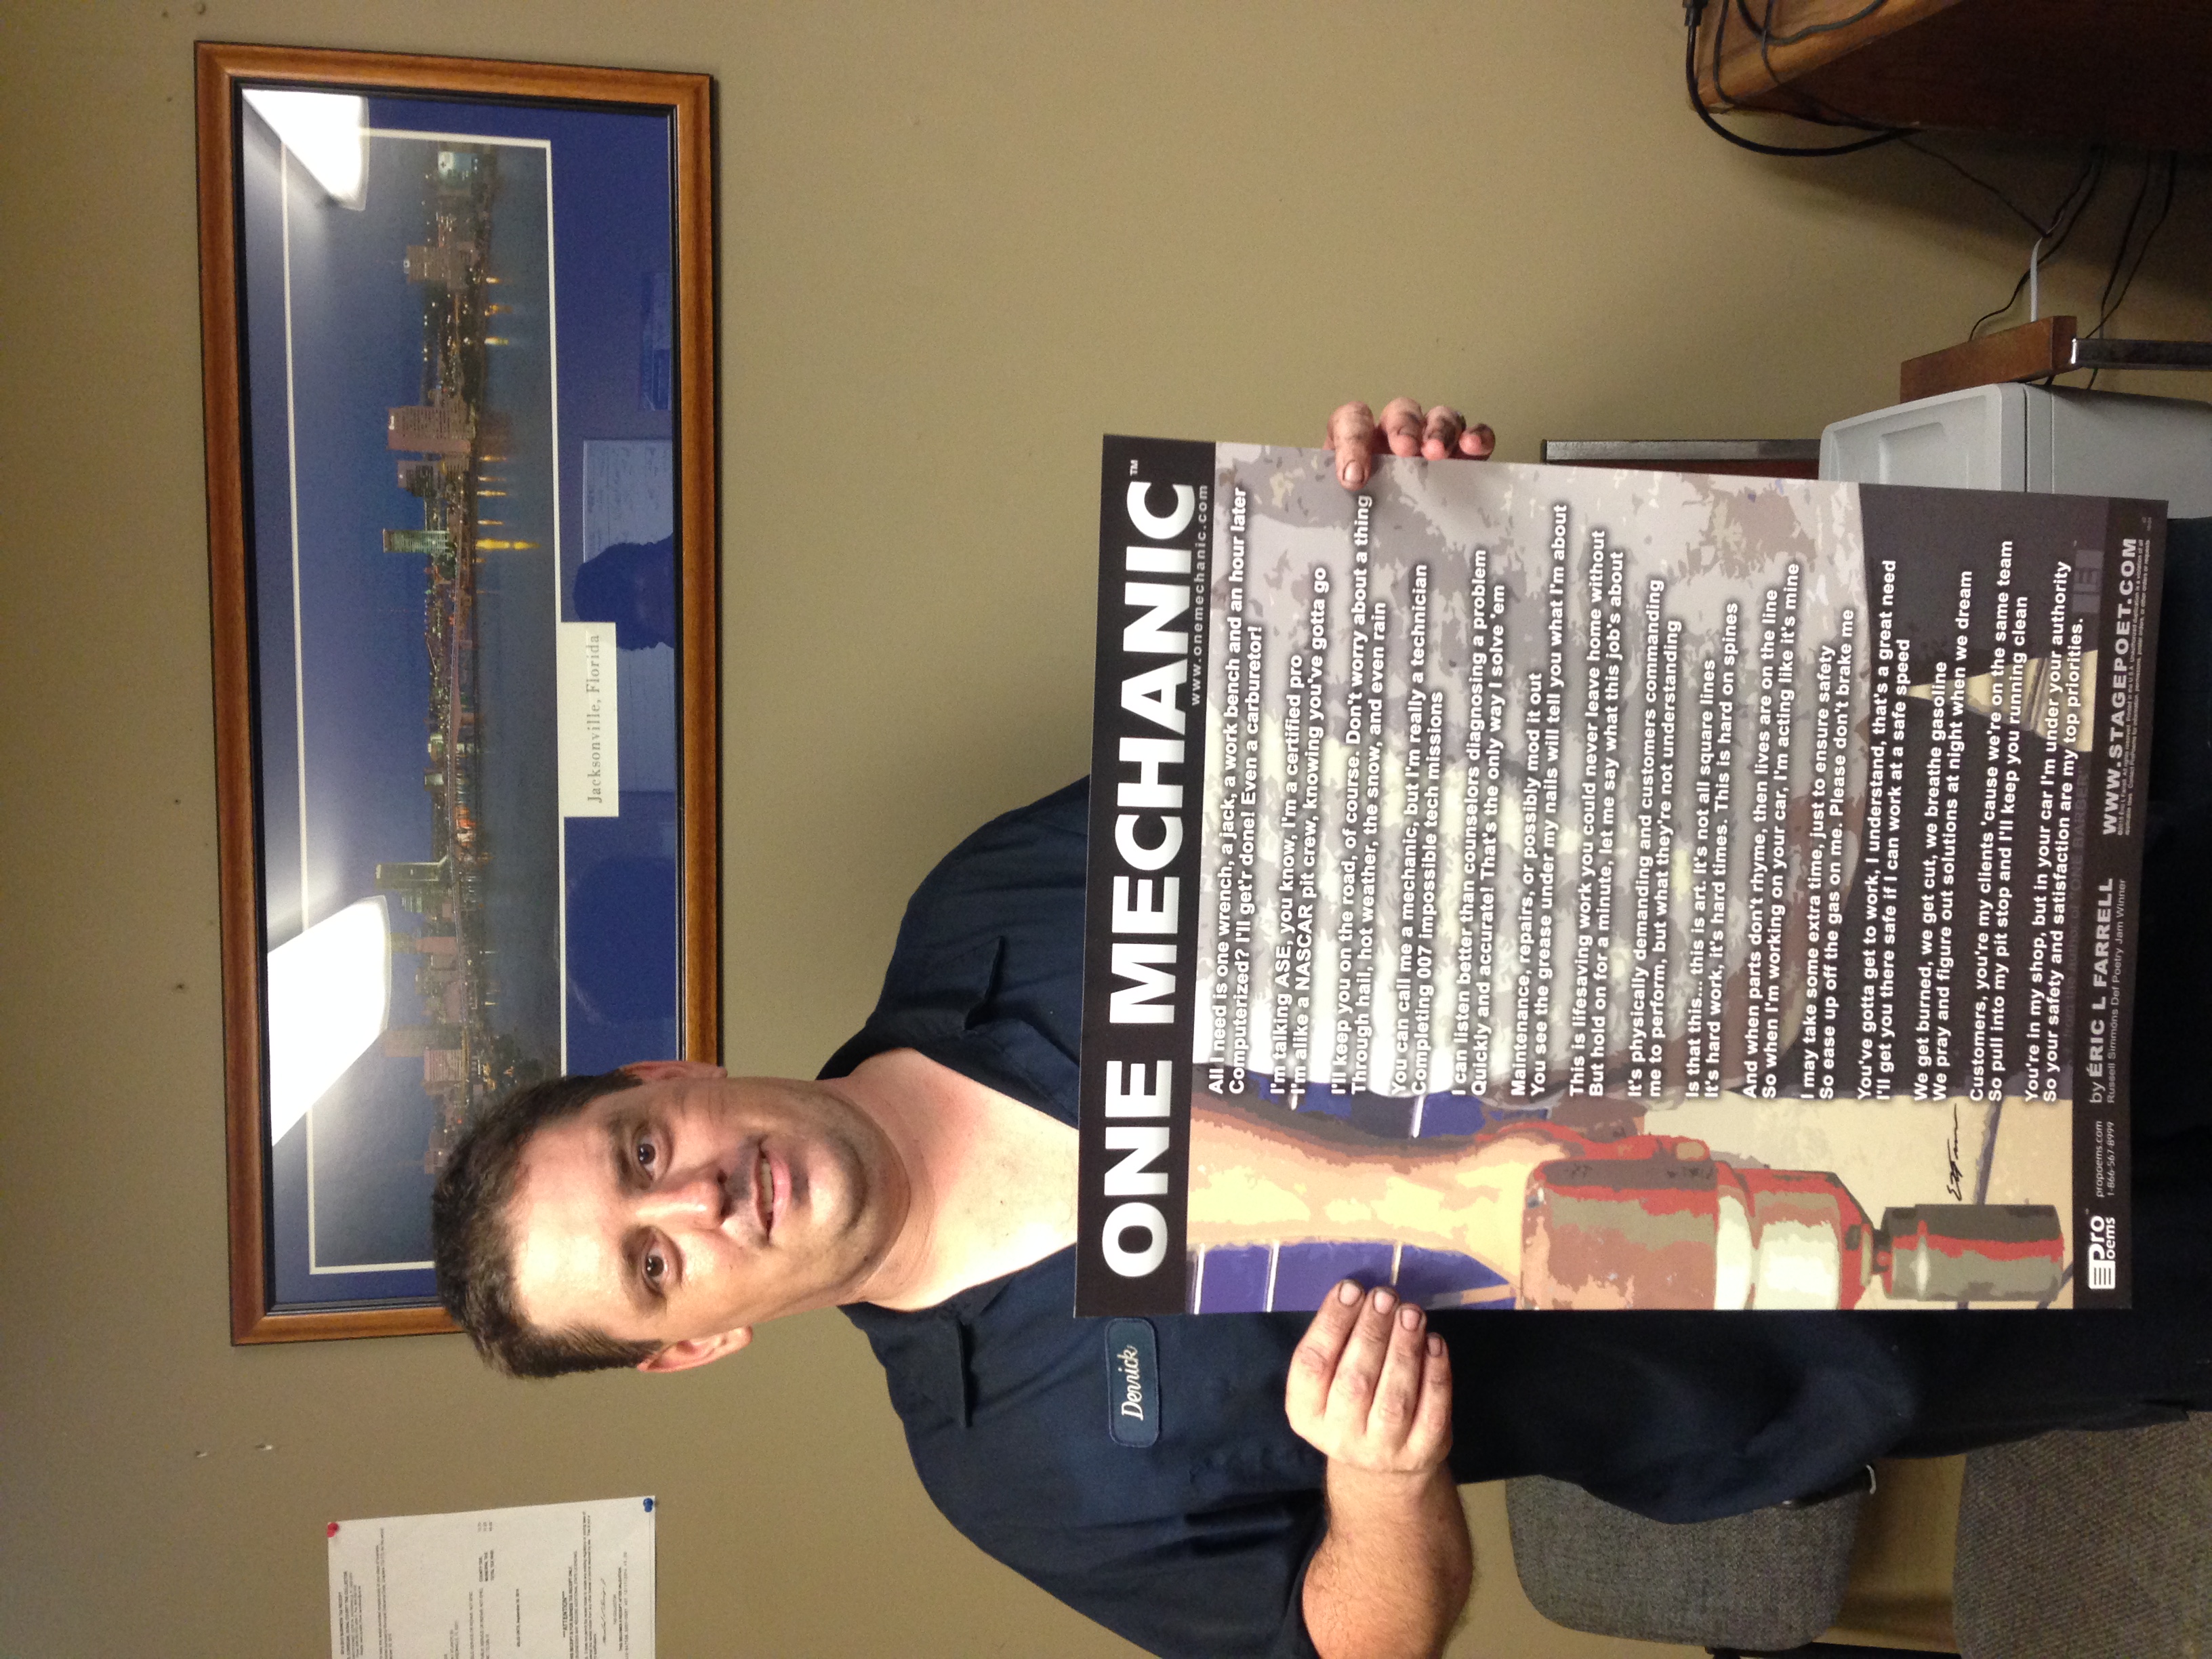 Jacksonville, Florida
Derrick
ONE MECHANIC™
www.onemechanic.com
All I need is one wrench, a jack, a work bench and an hour later
Computerized? I'll get'r done! Even a carburetor!
I'm talking ASE, you know, I'm a certified pro
I'm alike a NASCAR pit crew, knowing you've gotta go
I'll keep you on the road, of course. Don't worry about a thing
Through hail, hot weather, the snow, and even rain
You can call me a mechanic, but I'm really a technician
Completing 007 impossible tech missions
I can listen better than counselors diagnosing a problem
Quickly and accurate! That's the only way I solve 'em
Maintenance, repairs, or possibly mod it out
You see the grease under my nails will tell you what I'm about
This is lifesaving work you could never leave home without
But hold on for a minute, let me say what this job's about
It's physically demanding and customers commanding
me to perform, but what they're not understanding
Is that this... this is art. It's not all square lines
It's hard work, it's hard times. This is hard on spines
And when parts don't rhyme, then lives are on the line
So when I'm working on your car, I'm acting like it's mine
I may take some extra time, just to ensure safety
So ease up off the gas on me. Please don't brake me
You've gotta get to work, I understand, that's a great need
I'll get you there safe if I can work at a safe speed
We get burned, we get cut, we breathe gasoline
We pray and figure out solutions at night when we dream
Customers, you're my clients 'cause we're on the same team
So pull into my pit stop and I'll keep you running clean
You're in my shop, but in your car I'm under your authority
So your safety and satisfaction are my top priorities.
Pro
oems
propoems.com
1-866-567-8999
by ERIC L FARRELL
Russell Simmons Def Poetry Jam Winner
WWW.STAGEPOET.COM